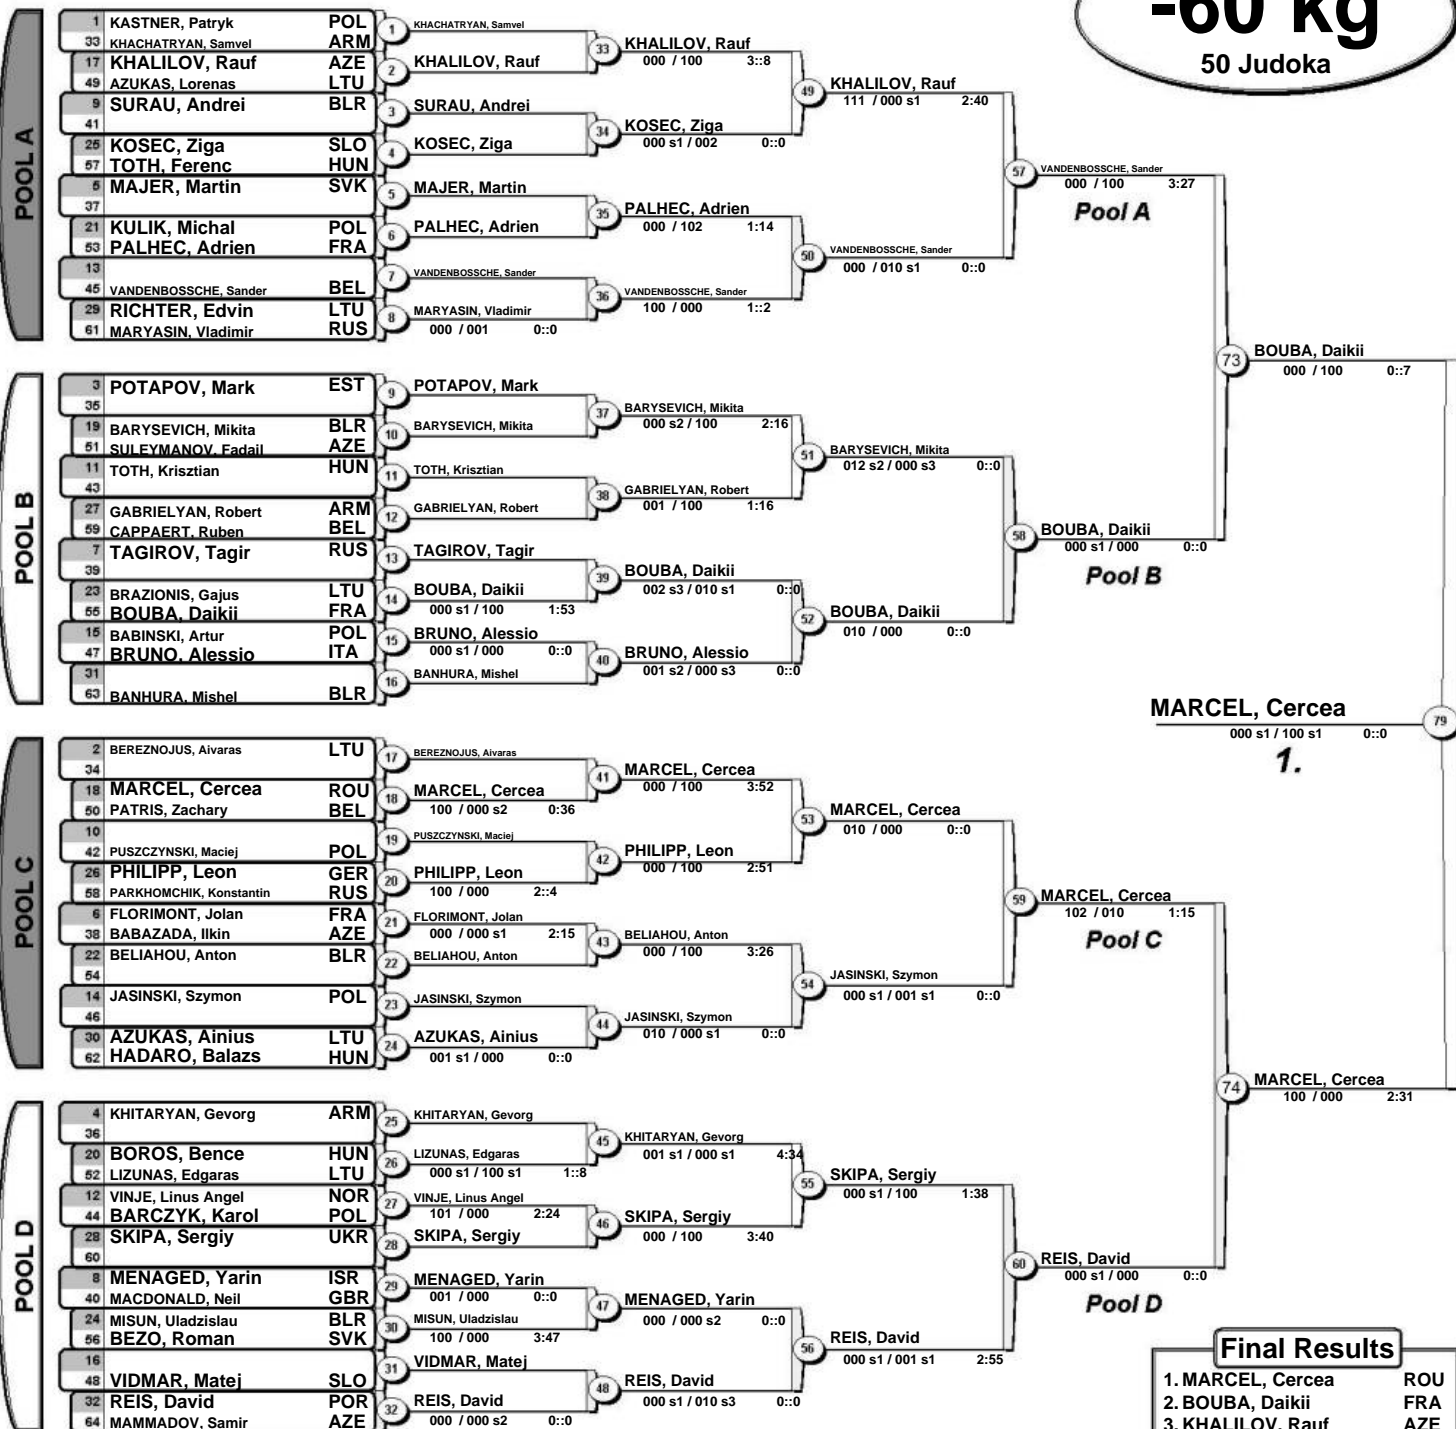 -60 kg
50 Judoka
POOL A
1 KASTNER, Patryk POL
33 KHACHATRYAN, Samvel ARM
17 KHALILOV, Rauf AZE
49 AZUKAS, Lorenas LTU
9 SURAU, Andrei BLR
41
25 KOSEC, Ziga SLO
57 TOTH, Ferenc HUN
5 MAJER, Martin SVK
37
21 KULIK, Michal POL
53 PALHEC, Adrien FRA
13
45 VANDENBOSSCHE, Sander BEL
29 RICHTER, Edvin LTU
61 MARYASIN, Vladimir RUS
1 KHACHATRYAN, Samvel
2 KHALILOV, Rauf
3 SURAU, Andrei
4 KOSEC, Ziga
5 MAJER, Martin
6 PALHEC, Adrien
7 VANDENBOSSCHE, Sander
8 MARYASIN, Vladimir
000 / 001 0::0
33 KHALILOV, Rauf
000 / 100 3::8
34 KOSEC, Ziga
000 s1 / 002 0::0
35 PALHEC, Adrien
000 / 102 1:14
36 VANDENBOSSCHE, Sander
100 / 000 1::2
49 KHALILOV, Rauf
111 / 000 s1 2:40
50 VANDENBOSSCHE, Sander
000 / 010 s1 0::0
57 VANDENBOSSCHE, Sander
000 / 100 3:27
Pool A
POOL B
3 POTAPOV, Mark EST
35
19 BARYSEVICH, Mikita BLR
51 SULEYMANOV, Fadail AZE
11 TOTH, Krisztian HUN
43
27 GABRIELYAN, Robert ARM
59 CAPPAERT, Ruben BEL
7 TAGIROV, Tagir RUS
39
23 BRAZIONIS, Gajus LTU
55 BOUBA, Daikii FRA
15 BABINSKI, Artur POL
47 BRUNO, Alessio ITA
31
63 BANHURA, Mishel BLR
9 POTAPOV, Mark
10 BARYSEVICH, Mikita
11 TOTH, Krisztian
12 GABRIELYAN, Robert
13 TAGIROV, Tagir
14 BOUBA, Daikii
000 s1 / 100 1:53
15 BRUNO, Alessio
000 s1 / 000 0::0
16 BANHURA, Mishel
37 BARYSEVICH, Mikita
000 s2 / 100 2:16
38 GABRIELYAN, Robert
001 / 100 1:16
39 BOUBA, Daikii
002 s3 / 010 s1 0::0
40 BRUNO, Alessio
001 s2 / 000 s3 0::0
51 BARYSEVICH, Mikita
012 s2 / 000 s3 0::0
52 BOUBA, Daikii
010 / 000 0::0
58 BOUBA, Daikii
000 s1 / 000 0::0
Pool B
73 BOUBA, Daikii
000 / 100 0::7
MARCEL, Cercea 79
000 s1 / 100 s1 0::0
1.
POOL C
2 BEREZNOJUS, Aivaras LTU
34
18 MARCEL, Cercea ROU
50 PATRIS, Zachary BEL
10
42 PUSZCZYNSKI, Maciej POL
26 PHILIPP, Leon GER
58 PARKHOMCHIK, Konstantin RUS
6 FLORIMONT, Jolan FRA
38 BABAZADA, Ilkin AZE
22 BELIAHOU, Anton BLR
54
14 JASINSKI, Szymon POL
46
30 AZUKAS, Ainius LTU
62 HADARO, Balazs HUN
17 BEREZNOJUS, Aivaras
18 MARCEL, Cercea
100 / 000 s2 0:36
19 PUSZCZYNSKI, Maciej
20 PHILIPP, Leon
100 / 000 2::4
21 FLORIMONT, Jolan
000 / 000 s1 2:15
22 BELIAHOU, Anton
23 JASINSKI, Szymon
24 AZUKAS, Ainius
001 s1 / 000 0::0
41 MARCEL, Cercea
000 / 100 3:52
42 PHILIPP, Leon
000 / 100 2:51
43 BELIAHOU, Anton
000 / 100 3:26
44 JASINSKI, Szymon
010 / 000 s1 0::0
53 MARCEL, Cercea
010 / 000 0::0
54 JASINSKI, Szymon
000 s1 / 001 s1 0::0
59 MARCEL, Cercea
102 / 010 1:15
Pool C
POOL D
4 KHITARYAN, Gevorg ARM
36
20 BOROS, Bence HUN
52 LIZUNAS, Edgaras LTU
12 VINJE, Linus Angel NOR
44 BARCZYK, Karol POL
28 SKIPA, Sergiy UKR
60
8 MENAGED, Yarin ISR
40 MACDONALD, Neil GBR
24 MISUN, Uladzislau BLR
56 BEZO, Roman SVK
16
48 VIDMAR, Matej SLO
32 REIS, David POR
64 MAMMADOV, Samir AZE
25 KHITARYAN, Gevorg
26 LIZUNAS, Edgaras
000 s1 / 100 s1 1::8
27 VINJE, Linus Angel
101 / 000 2:24
28 SKIPA, Sergiy
29 MENAGED, Yarin
001 / 000 0::0
30 MISUN, Uladzislau
100 / 000 3:47
31 VIDMAR, Matej
32 REIS, David
000 / 000 s2 0::0
45 KHITARYAN, Gevorg
001 s1 / 000 s1 4:34
46 SKIPA, Sergiy
000 / 100 3:40
47 MENAGED, Yarin
000 / 000 s2 0::0
48 REIS, David
000 s1 / 010 s3 0::0
55 SKIPA, Sergiy
000 s1 / 100 1:38
56 REIS, David
000 s1 / 001 s1 2:55
60 REIS, David
000 s1 / 000 0::0
Pool D
74 MARCEL, Cercea
100 / 000 2:31
Final Results
1. MARCEL, Cercea ROU
2. BOUBA, Daikii FRA
3. KHALILOV, Rauf AZE